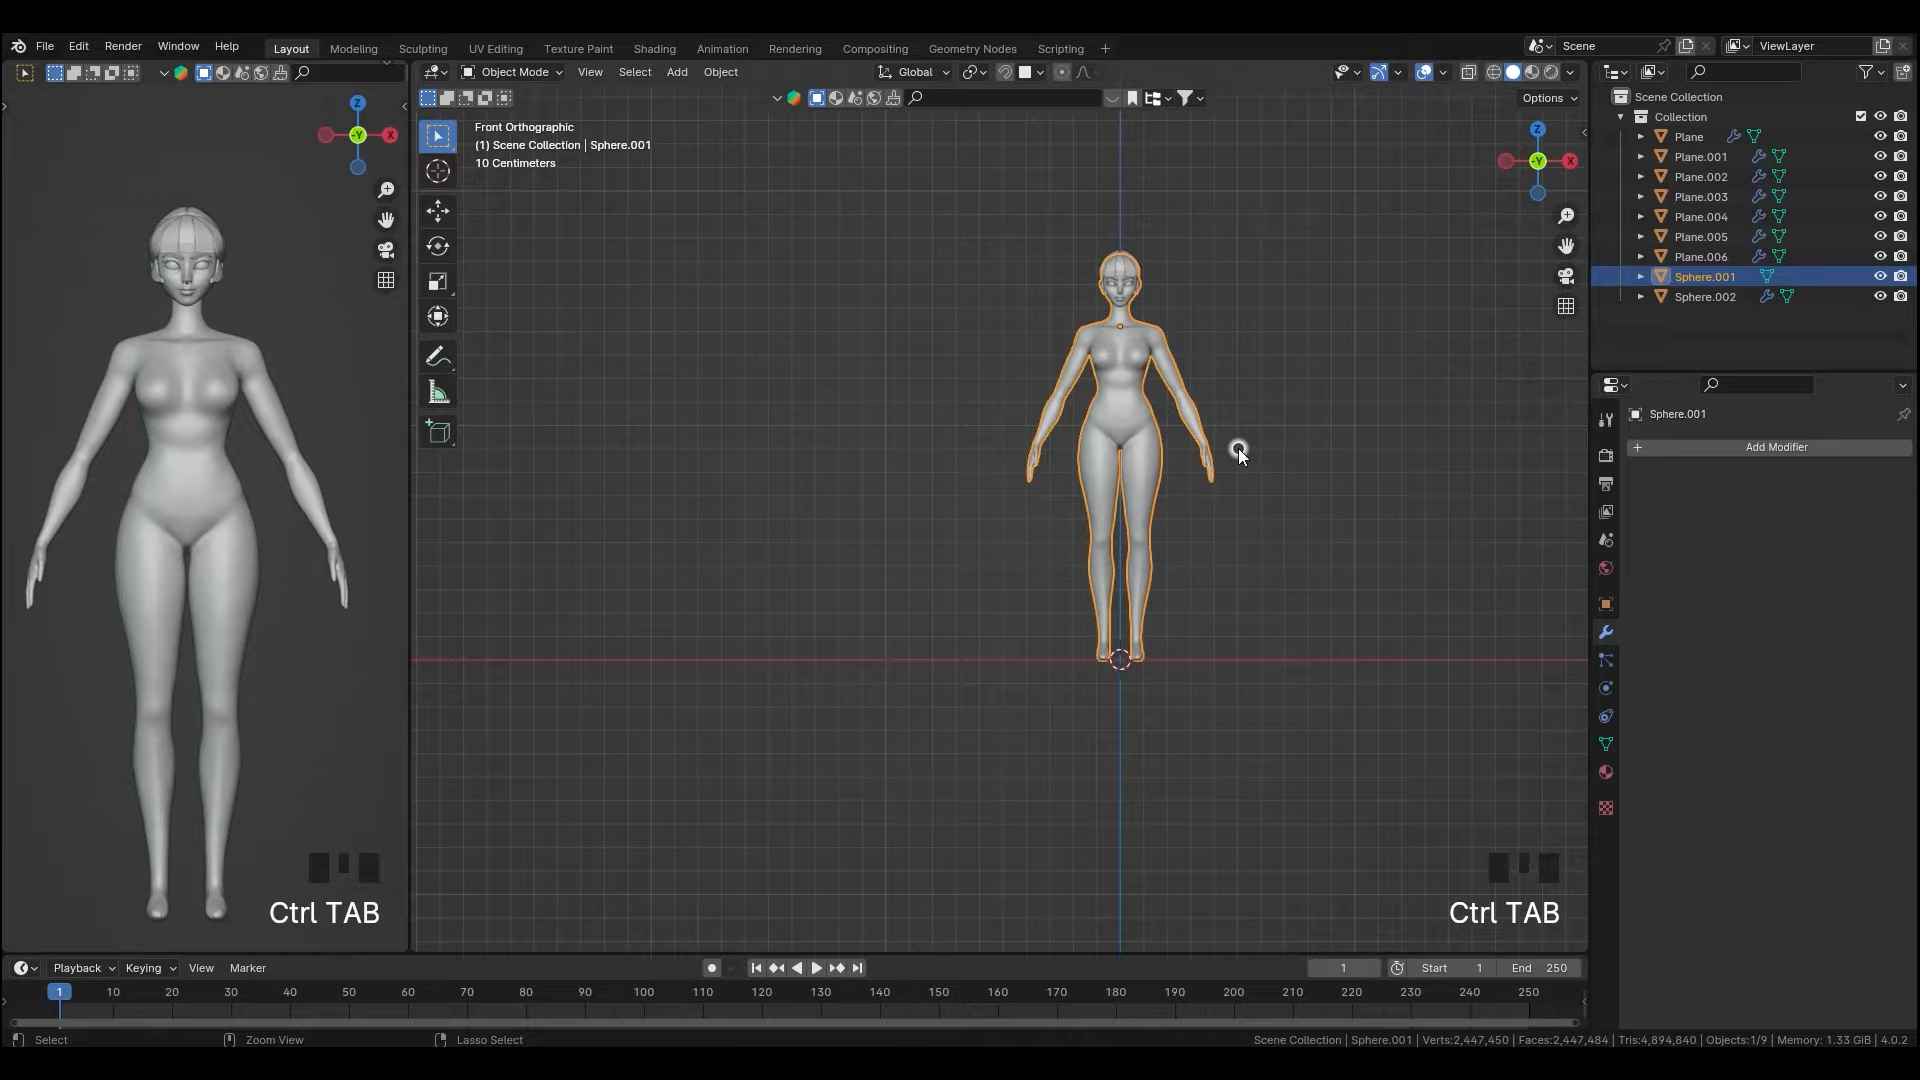 File Edit Render Window Help Layout Modeling Sculpting UV Editing Texture Paint Shading Animation Rendering Compositing Geometry Nodes Scripting + Scene ViewLayer
Object Mode View Select Add Object Global
Options
Z
-Y
X
Front Orthographic
(1) Scene Collection | Sphere.001
10 Centimeters
Z
-Y
X
Ctrl TAB
Ctrl TAB
Scene Collection
Collection
Plane
Plane.001
Plane.002
Plane.003
Plane.004
Plane.005
Plane.006
Sphere.001
Sphere.002
Sphere.001
+ Add Modifier
Playback Keying View Marker 1 Start 1 End 250
1 10 20 30 40 50 60 70 80 90 100 110 120 130 140 150 160 170 180 190 200 210 220 230 240 250
Select Zoom View Lasso Select Scene Collection | Sphere.001 | Verts:2,447,450 | Faces:2,447,484 | Tris:4,894,840 | Objects:1/9 | Memory: 1.33 GiB | 4.0.2